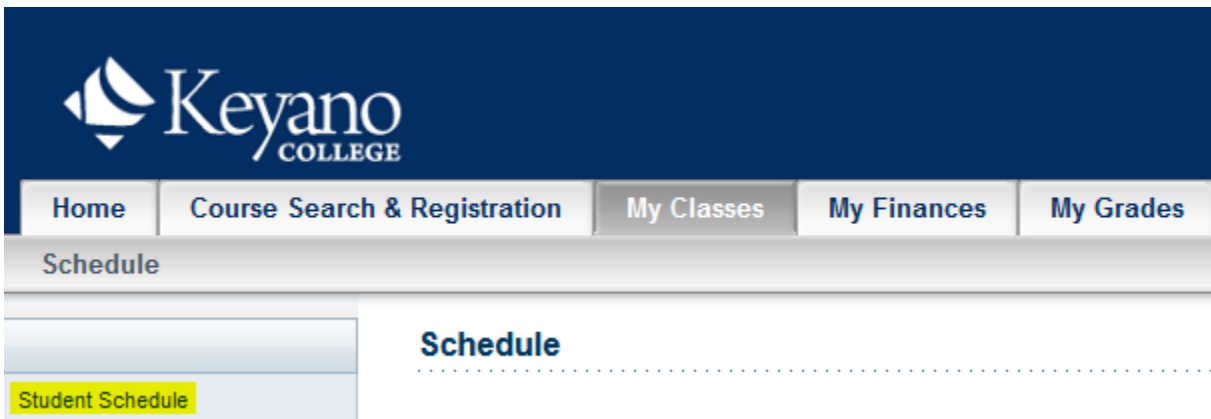 Keyano
COLLEGE
Home Course Search & Registration My Classes My Finances My Grades
Schedule
Schedule
Student Schedule